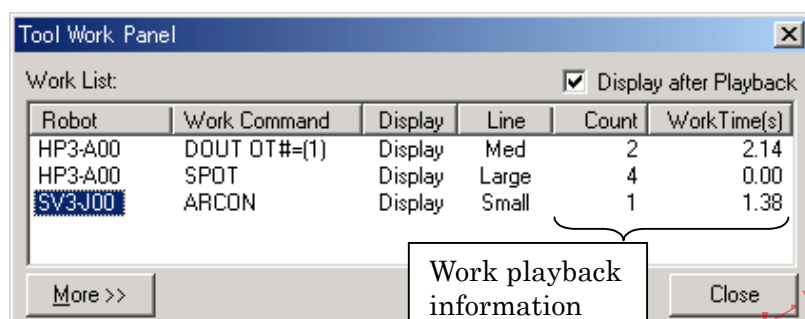 Tool Work Panel
Work List: Display after Playback
Robot Work Command Display Line Count WorkTime(s)
HP3-A00 DOUT OT#=(1) Display Med 2 2.14
HP3-A00 SPOT Display Large 4 0.00
SV3-J00 ARCON Display Small 1 1.38
Work playback
information
More >> Close